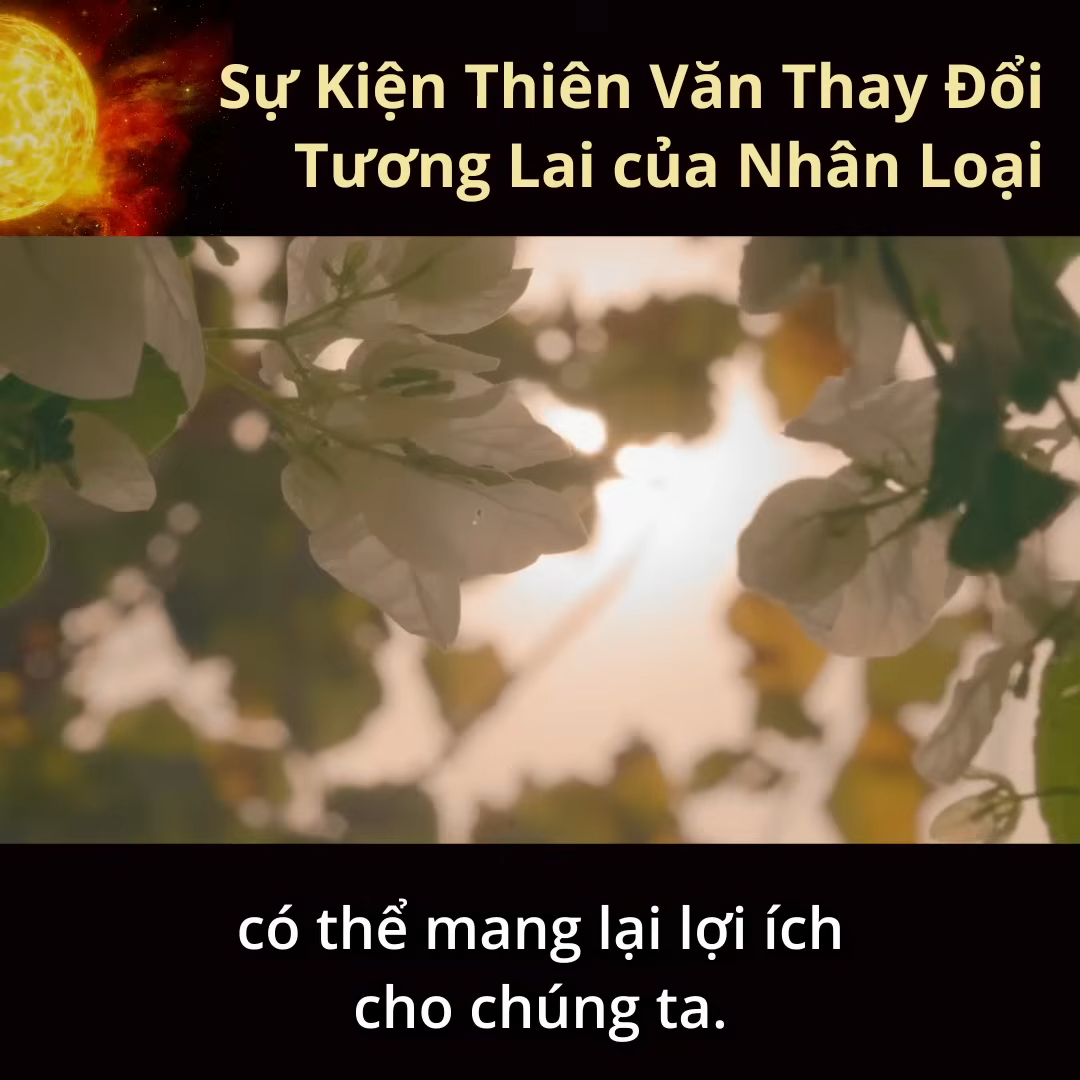 Sự Kiện Thiên Văn Thay Đổi
Tương Lai của Nhân Loại
có thể mang lại lợi ích
cho chúng ta.